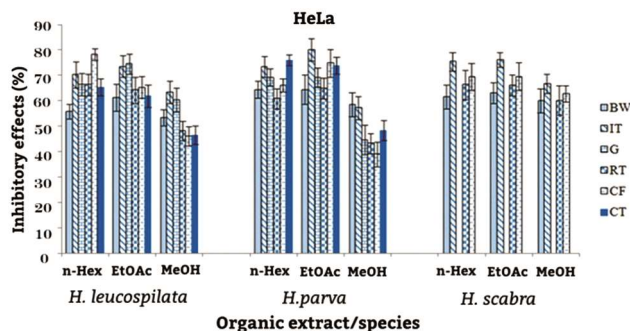 HeLa
90
80
70
60
50
40
30
20
10
0
Inhibitory effects (%)
BW
IT
G
RT
CF
CT
n-Hex EtOAc MeOH n-Hex EtOAc MeOH n-Hex EtOAc MeOH
H. leucospilata H.parva H. scabra
Organic extract/species